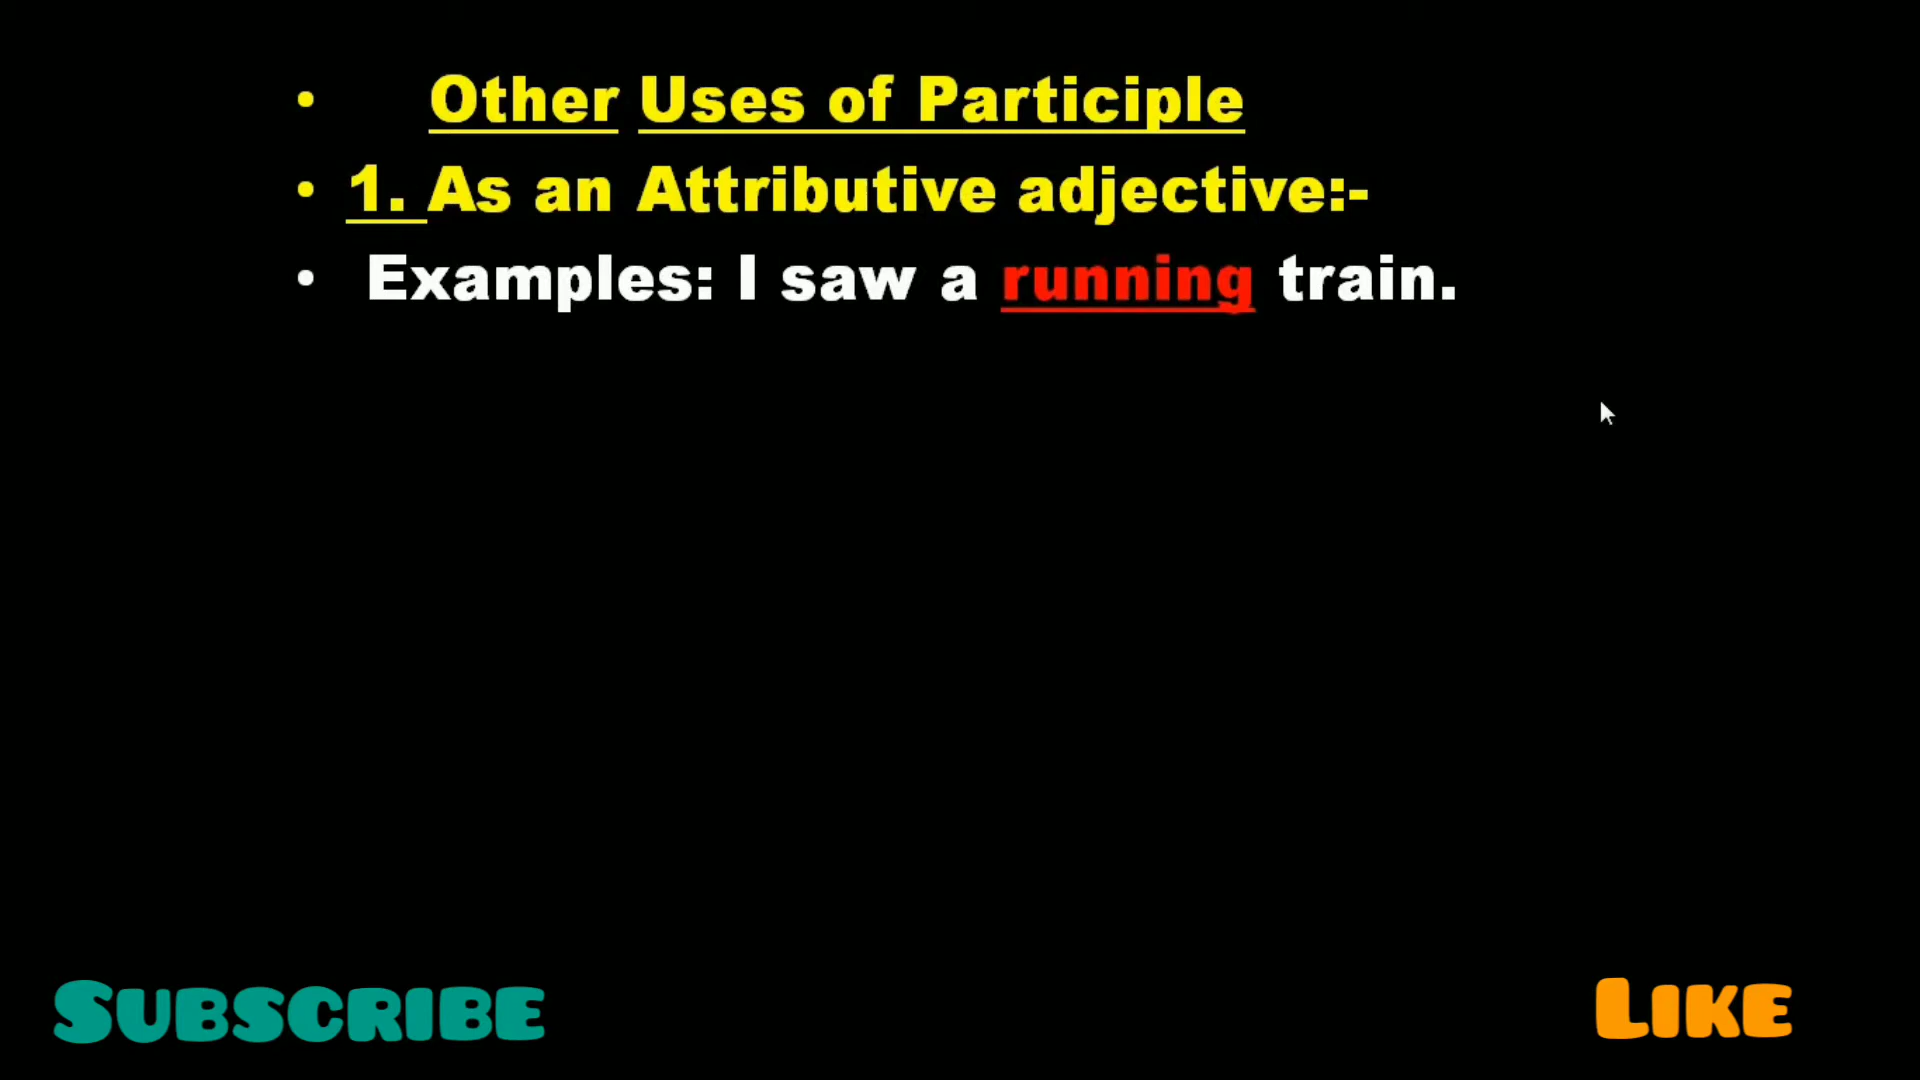 • Other Uses of Participle
• 1. As an Attributive adjective:-
• Examples: I saw a running train.
SUBSCRIBE
LIKE